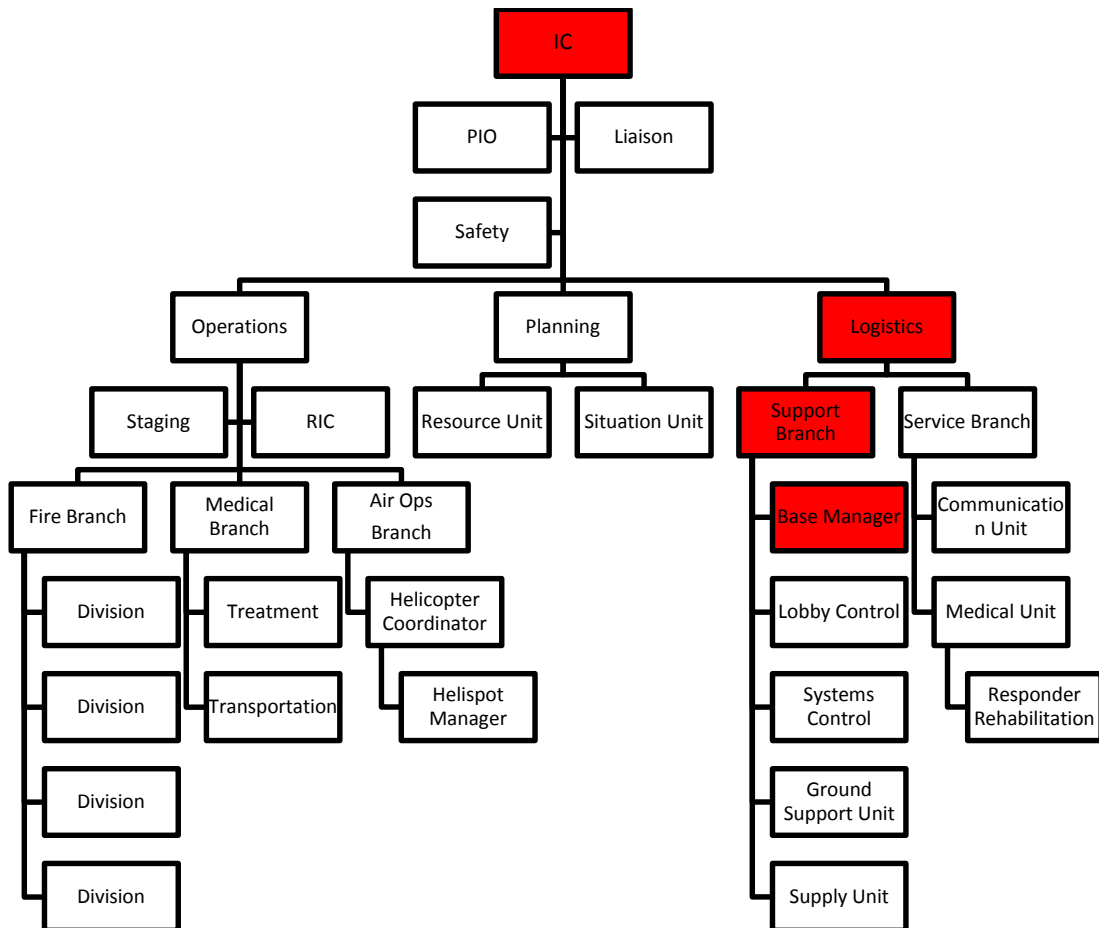 IC
PIO
Liaison
Safety
Operations
Planning
Logistics
Staging
RIC
Resource Unit
Situation Unit
Support
Branch
Service Branch
Fire Branch
Medical
Branch
Air Ops
Branch
Base Manager
Communicatio
n Unit
Division
Treatment
Helicopter
Coordinator
Lobby Control
Medical Unit
Division
Transportation
Helispot
Manager
Systems
Control
Responder
Rehabilitation
Division
Ground
Support Unit
Division
Supply Unit